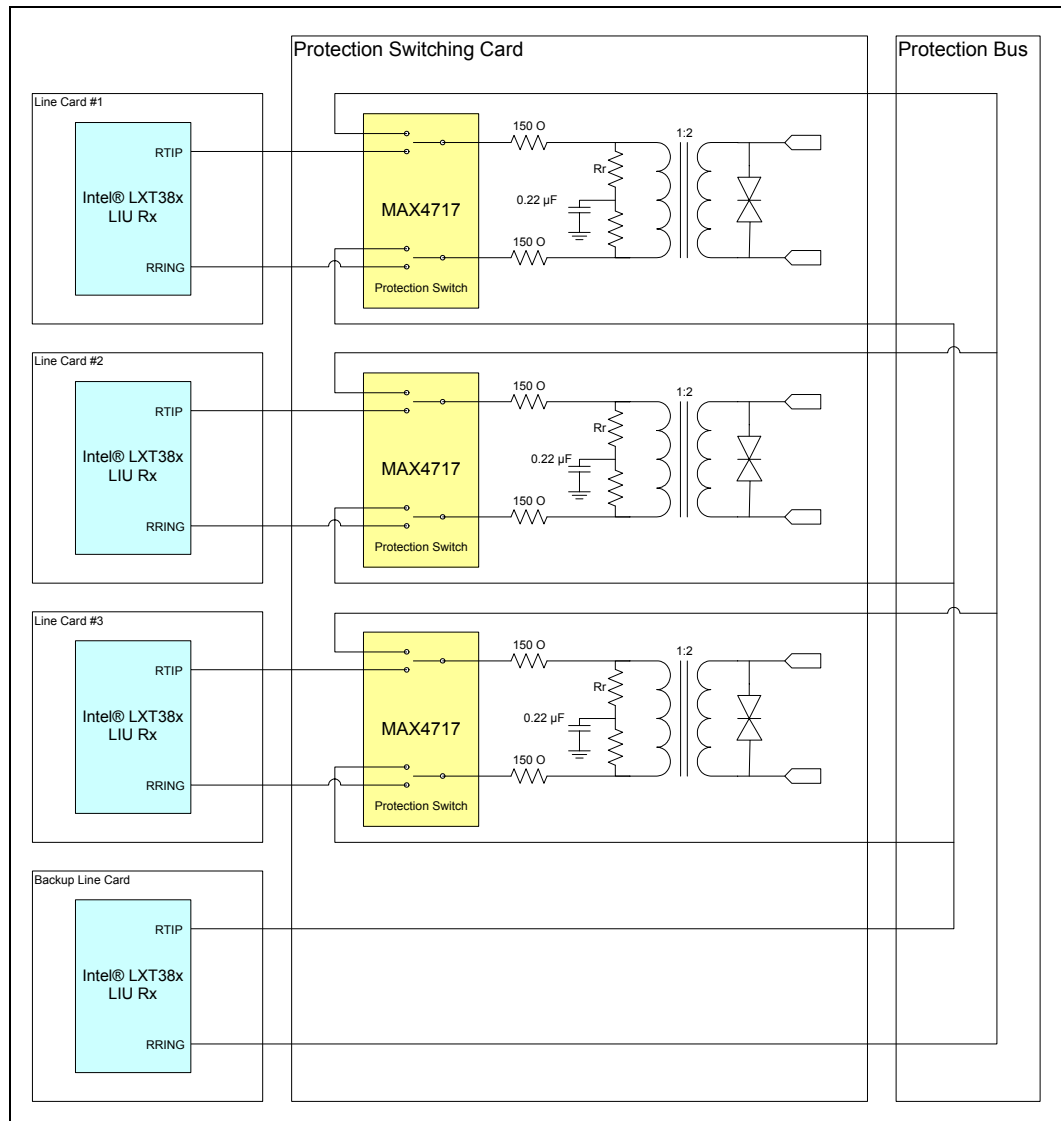 Protection Switching Card
Protection Bus
Line Card #1
RTIP
Intel® LXT38x
LIU Rx
RRING
MAX4717
Protection Switch
150 O
Rr
0.22 µF
150 O
1:2
Line Card #2
RTIP
Intel® LXT38x
LIU Rx
RRING
MAX4717
Protection Switch
150 O
Rr
0.22 µF
150 O
1:2
Line Card #3
RTIP
Intel® LXT38x
LIU Rx
RRING
MAX4717
Protection Switch
150 O
Rr
0.22 µF
150 O
1:2
Backup Line Card
RTIP
Intel® LXT38x
LIU Rx
RRING